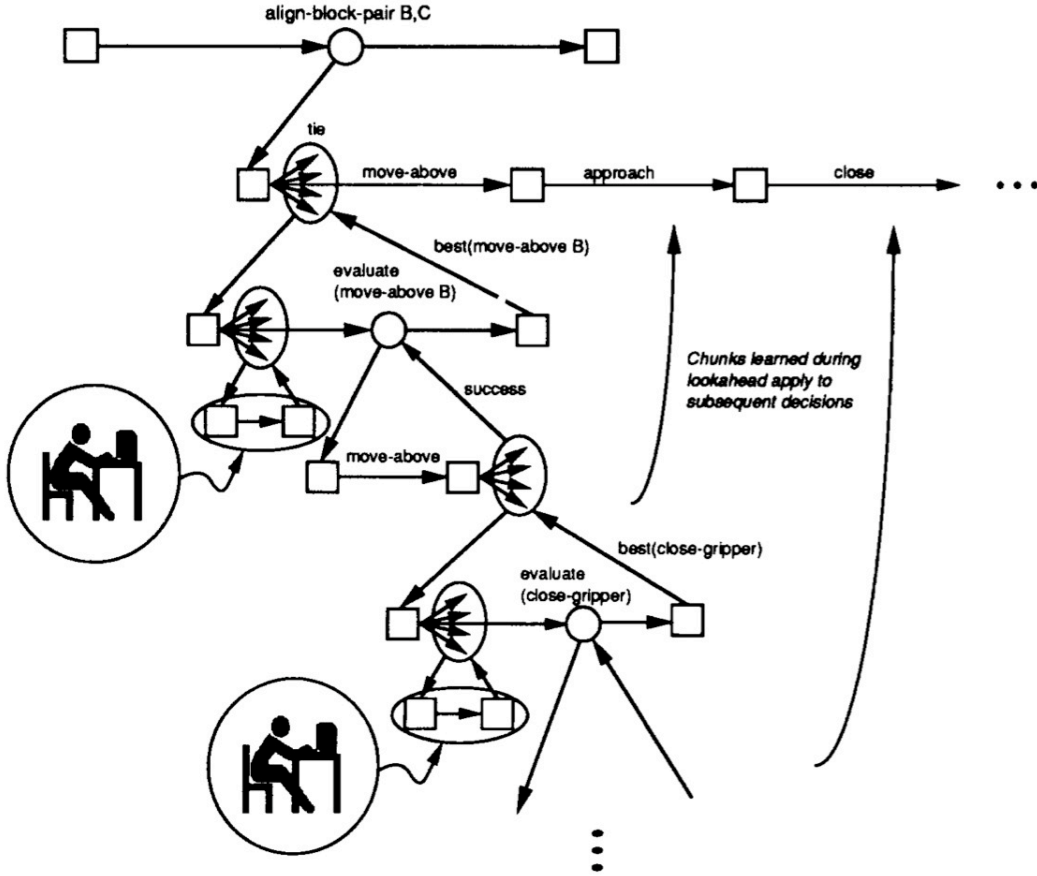 align-block-pair B,C
tie
move-above
approach
close
best(move-above B)
evaluate
(move-above B)
Chunks learned during
lookahead apply to
subsequent decisions
success
move-above
best(close-gripper)
evaluate
(close-gripper)